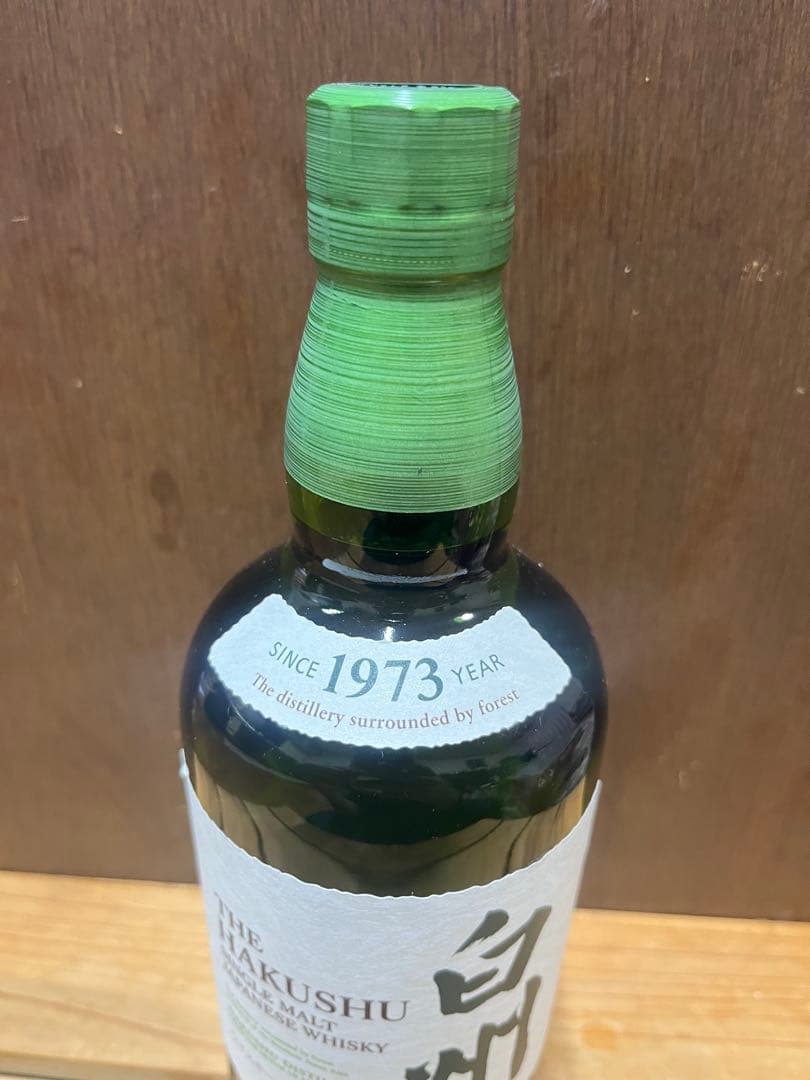 SINCE 1973 YEAR
The distillery surrounded by forest
THE
HAKUSHU
SINGLE MALT
JAPANESE WHISKY
白州